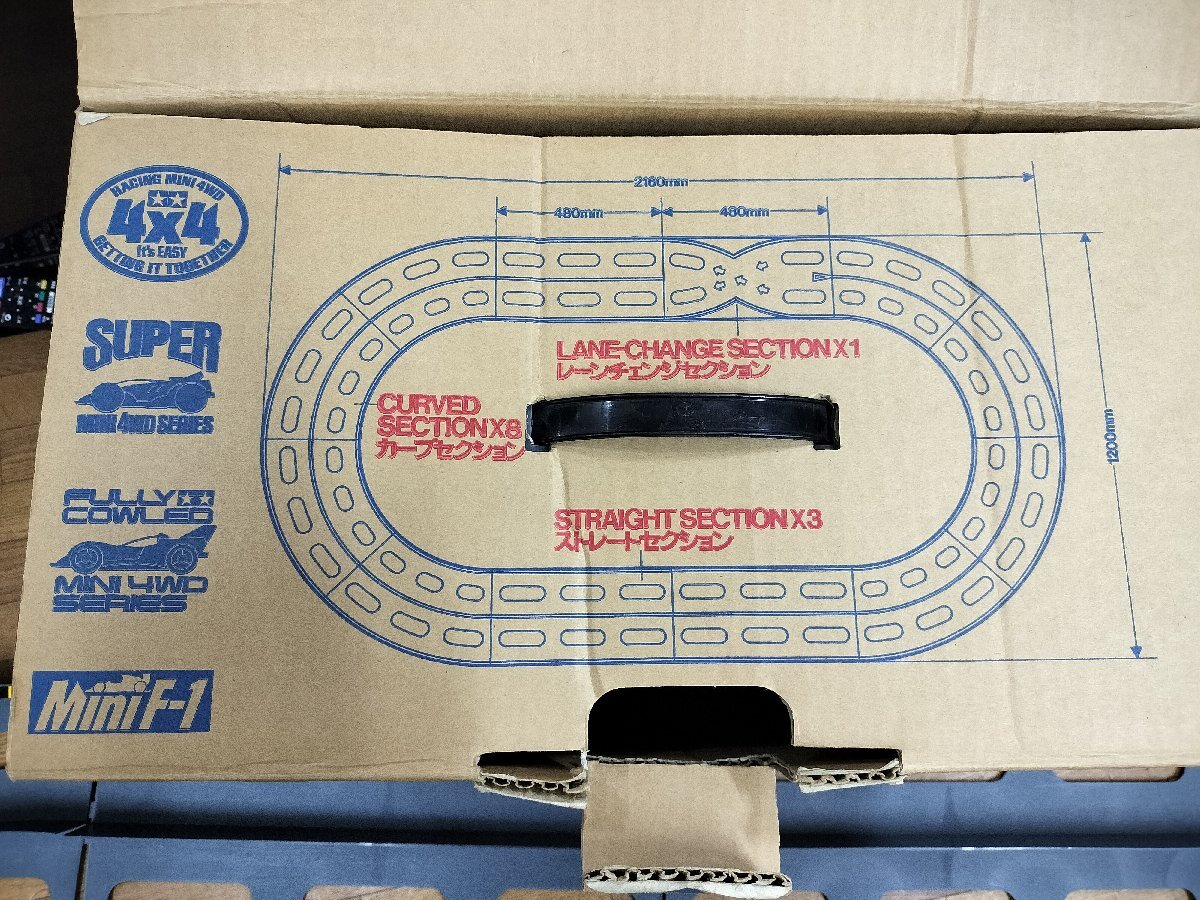 RACING MINI 4WD
4x4
It's EASY
GETTING IT TOGETHER
SUPER
MINI 4WD SERIES
FULLY
COWLED
MINI 4WD
SERIES
Mini F-1
2160mm
480mm
480mm
1200mm
LANE-CHANGE SECTION X1
レーンチェンジセクション
CURVED
SECTION X8
カーブセクション
STRAIGHT SECTION X3
ストレートセクション